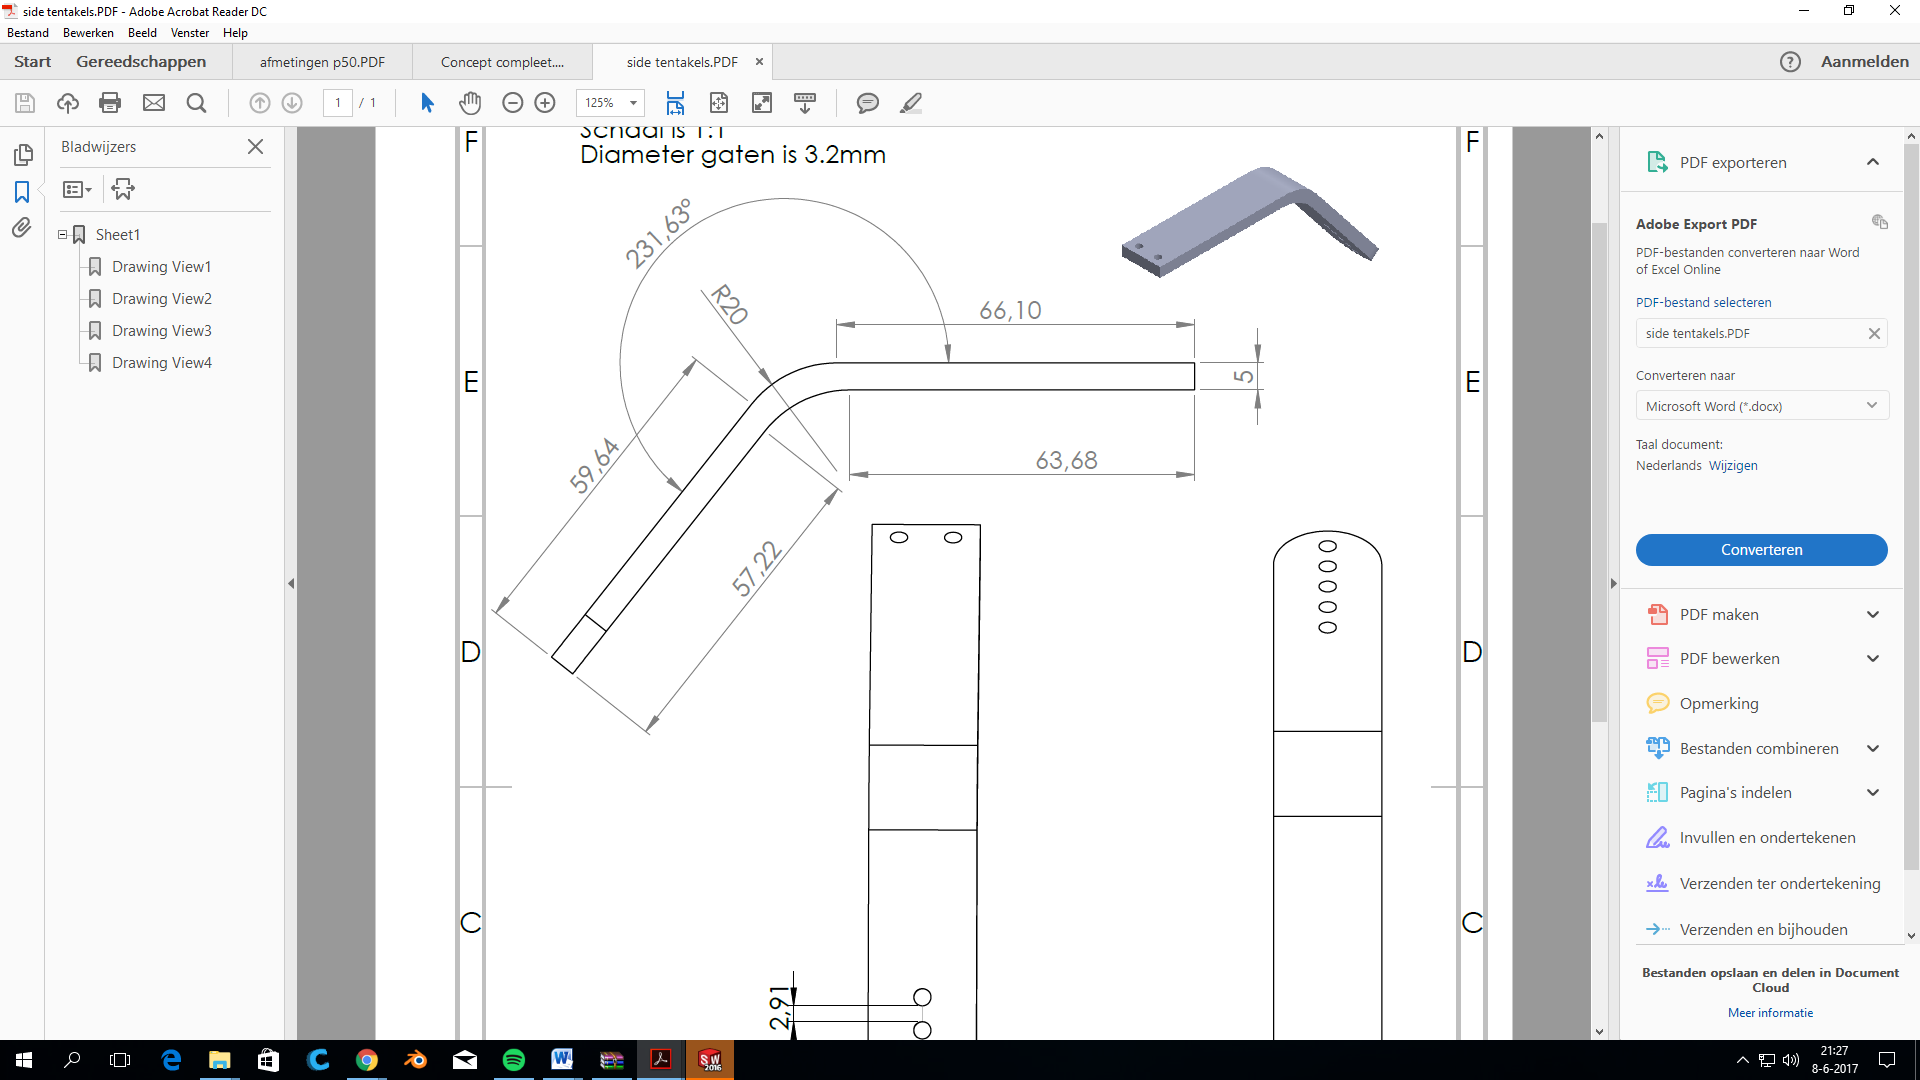 side tentakels.PDF - Adobe Acrobat Reader DC
Bestand Bewerken Beeld Venster Help
Start Gereedschappen afmetingen p50.PDF Concept compleet.... side tentakels.PDF Aanmelden
1 / 1 125%
Bladwijzers
Sheet1
Drawing View1
Drawing View2
Drawing View3
Drawing View4
F F
Schaal is 1:1
Diameter gaten is 3.2mm
231,63°
R20
66,10
5
E E
59,64
63,68
57,22
D D
C C
2,91
PDF exporteren
Adobe Export PDF
PDF-bestanden converteren naar Word
of Excel Online
PDF-bestand selecteren
side tentakels.PDF
Converteren naar
Microsoft Word (*.docx)
Taal document:
Nederlands Wijzigen
Converteren
PDF maken
PDF bewerken
Opmerking
Bestanden combineren
Pagina's indelen
Invullen en ondertekenen
Verzenden ter ondertekening
Verzenden en bijhouden
Bestanden opslaan en delen in Document
Cloud
Meer informatie
SW
2016
21:27
8-6-2017